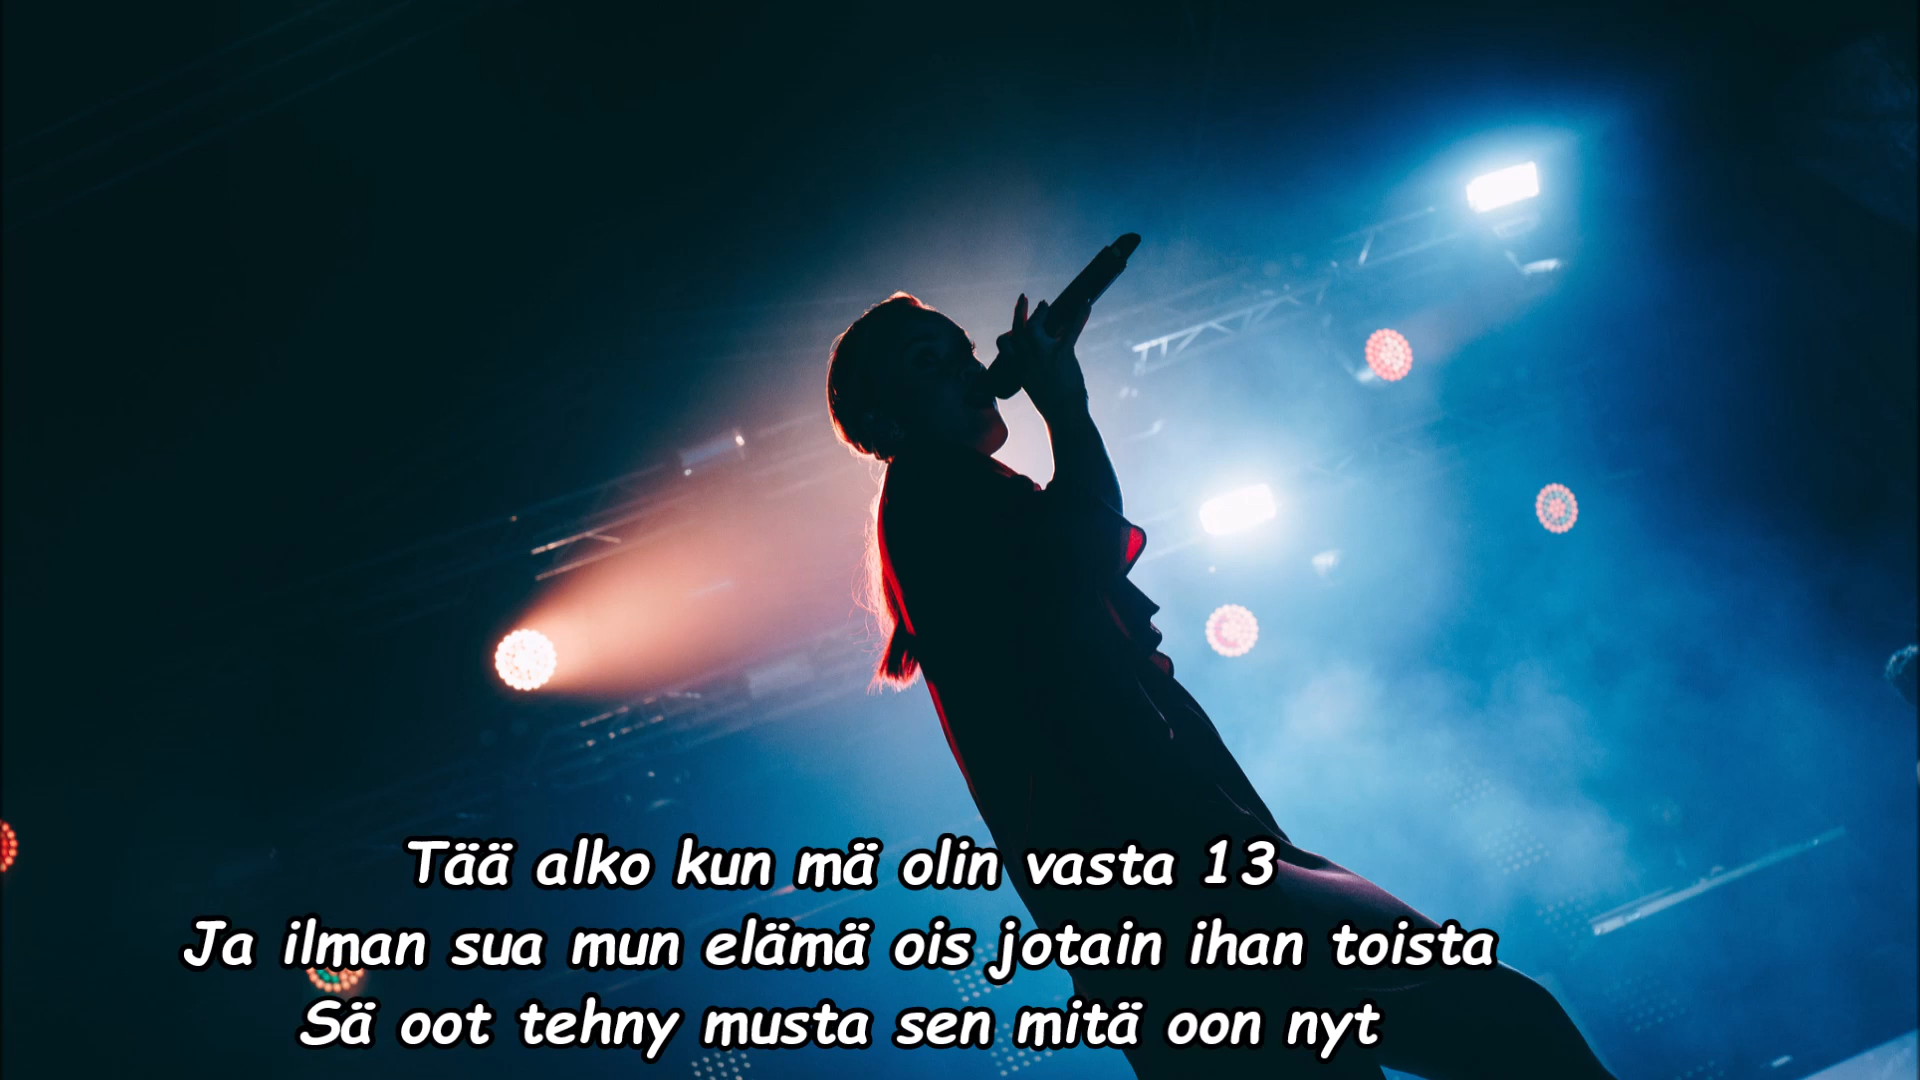 Tää alko kun mä olin vasta 13
Ja ilman sua mun elämä ois jotain ihan toista
Sä oot tehny musta sen mitä oon nyt